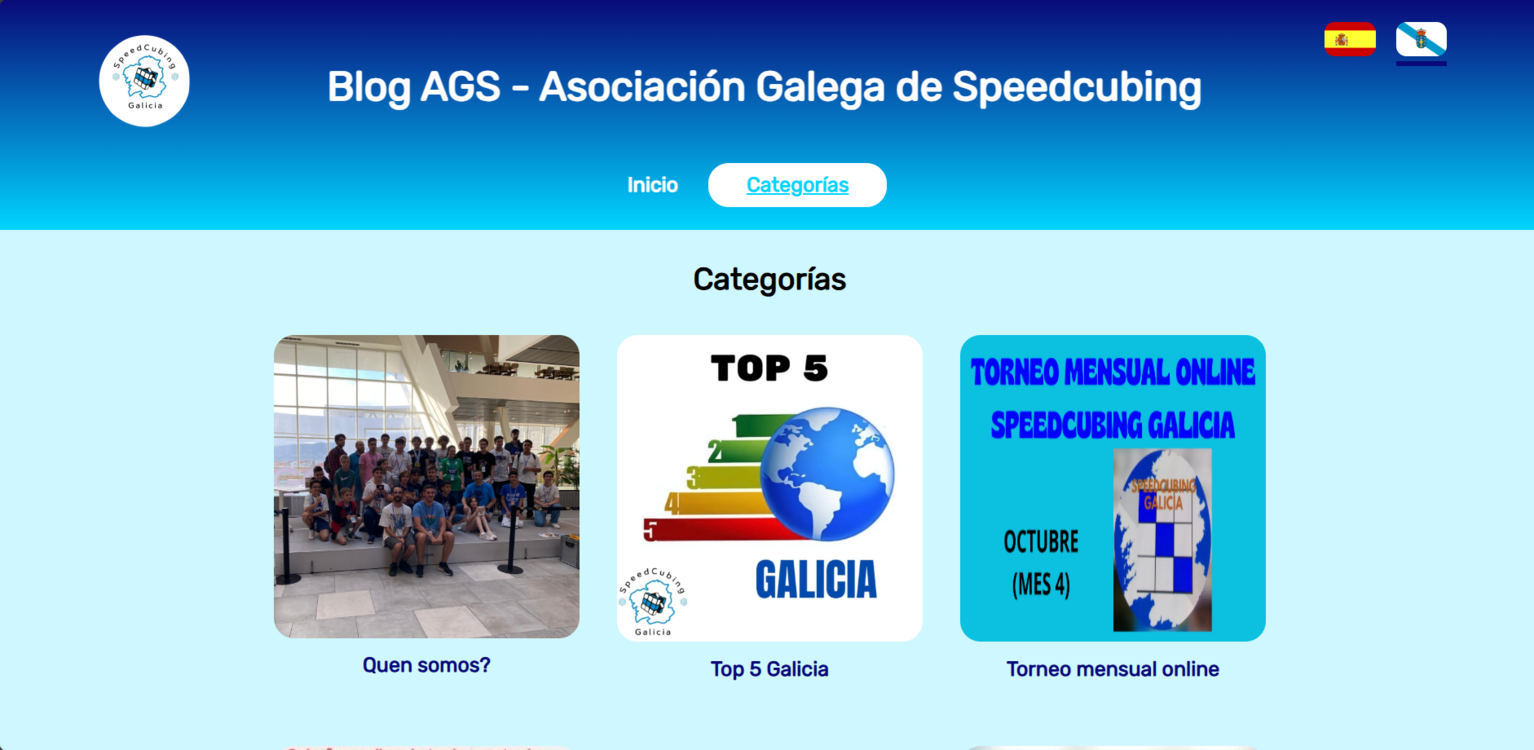 SpeedCubing
Galicia
Blog AGS - Asociación Galega de Speedcubing
Inicio
Categorías
Categorías
TOP 5
1
2
3
4
5
GALICIA
SpeedCubing
Galicia
TORNEO MENSUAL ONLINE
SPEEDCUBING GALICIA
SPEEDCUBING
GALICIA
OCTUBRE
(MES 4)
Quen somos?
Top 5 Galicia
Torneo mensual online